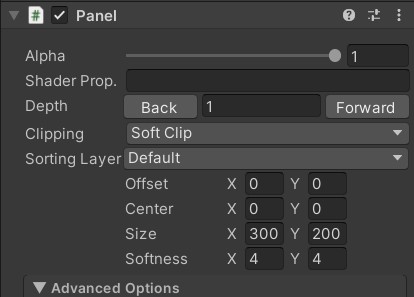 Panel
Alpha 1
Shader Prop.
Depth Back 1 Forward
Clipping Soft Clip
Sorting Layer Default
Offset X 0 Y 0
Center X 0 Y 0
Size X 300 Y 200
Softness X 4 Y 4
Advanced Options